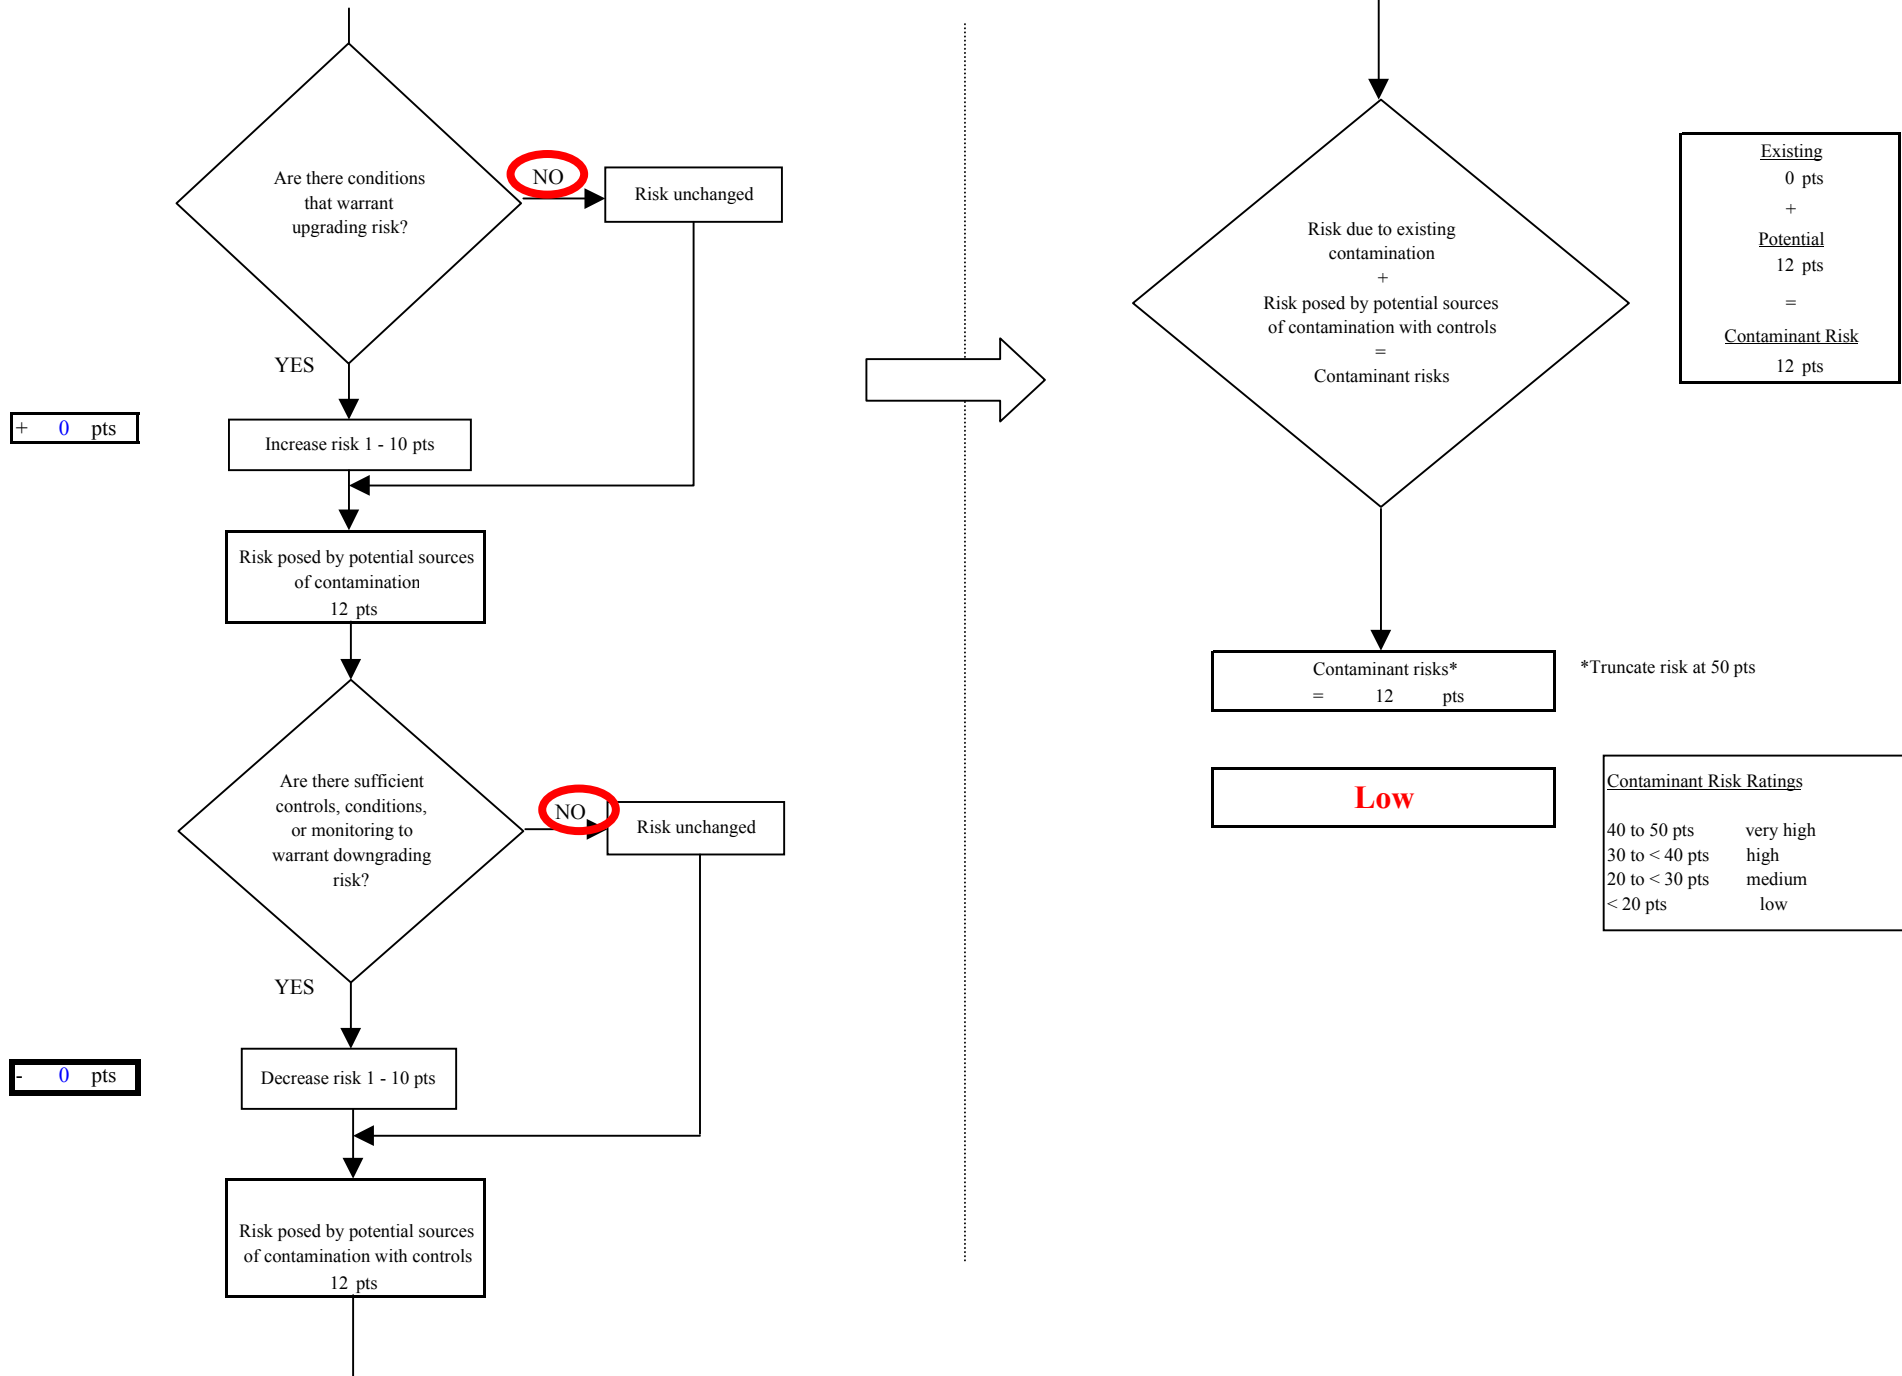 Are there conditions
that warrant
upgrading risk?
NO
Risk unchanged
YES
+ 0 pts
Increase risk 1 - 10 pts
Risk posed by potential sources
of contamination
12 pts
Are there sufficient
controls, conditions,
or monitoring to
warrant downgrading
risk?
NO
Risk unchanged
YES
- 0 pts
Decrease risk 1 - 10 pts
Risk posed by potential sources
of contamination with controls
12 pts
Risk due to existing
contamination
+
Risk posed by potential sources
of contamination with controls
=
Contaminant risks
Existing
0 pts
+
Potential
12 pts
=
Contaminant Risk
12 pts
Contaminant risks*
= 12 pts
*Truncate risk at 50 pts
Low
Contaminant Risk Ratings
40 to 50 pts very high
30 to < 40 pts high
20 to < 30 pts medium
< 20 pts low